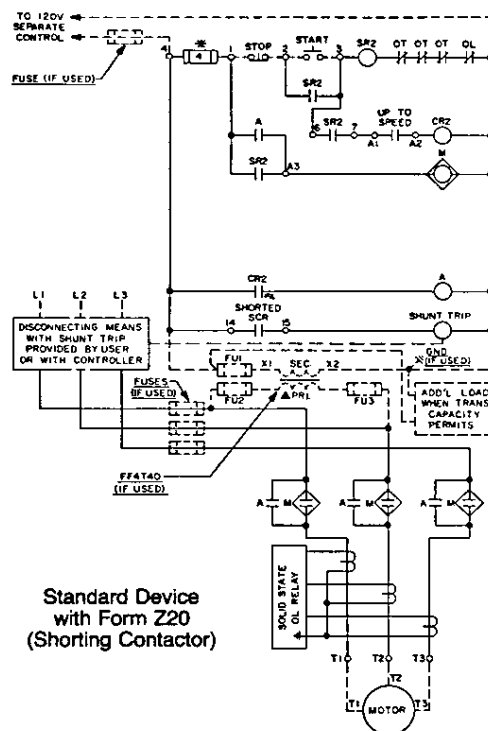 TO 120V
SEPARATE
CONTROL
FUSE (IF USED)
4
4
1
STOP
2
START
3
SR2
OT
OT
OT
OL
SR2
6
SR2
7
A1
UP TO
SPEED
A2
CR2
A
SR2
A3
M
CR2
A
SHORTED
SCR
14
15
SHUNT TRIP
L1
L2
L3
DISCONNECTING MEANS
WITH SHUNT TRIP
PROVIDED BY USER
OR WITH CONTROLLER
FUSES
(IF USED)
FU1
X1
SEC
X2
GND
(IF USED)
FU2
PRI.
FU3
ADD'L LOAD
WHEN TRANS
CAPACITY
PERMITS
FF4T40
(IF USED)
A
M
A
M
A
M
SOLID STATE
OL RELAY
Standard Device
with Form Z20
(Shorting Contactor)
T1
T2
T3
T1
T2
T3
MOTOR